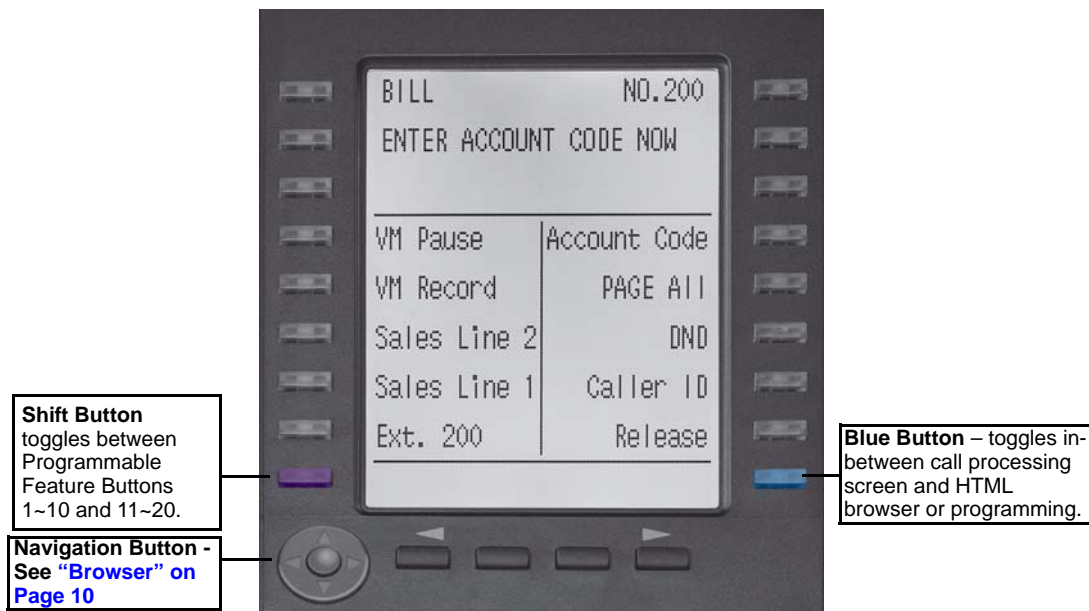 BILL NO.200
ENTER ACCOUNT CODE NOW
VM Pause Account Code
VM Record PAGE All
Sales Line 2 DND
Sales Line 1 Caller ID
Ext. 200 Release
Shift Button
toggles between
Programmable
Feature Buttons
1~10 and 11~20.
Navigation Button -
See “Browser” on
Page 10
Blue Button – toggles in-
between call processing
screen and HTML
browser or programming.